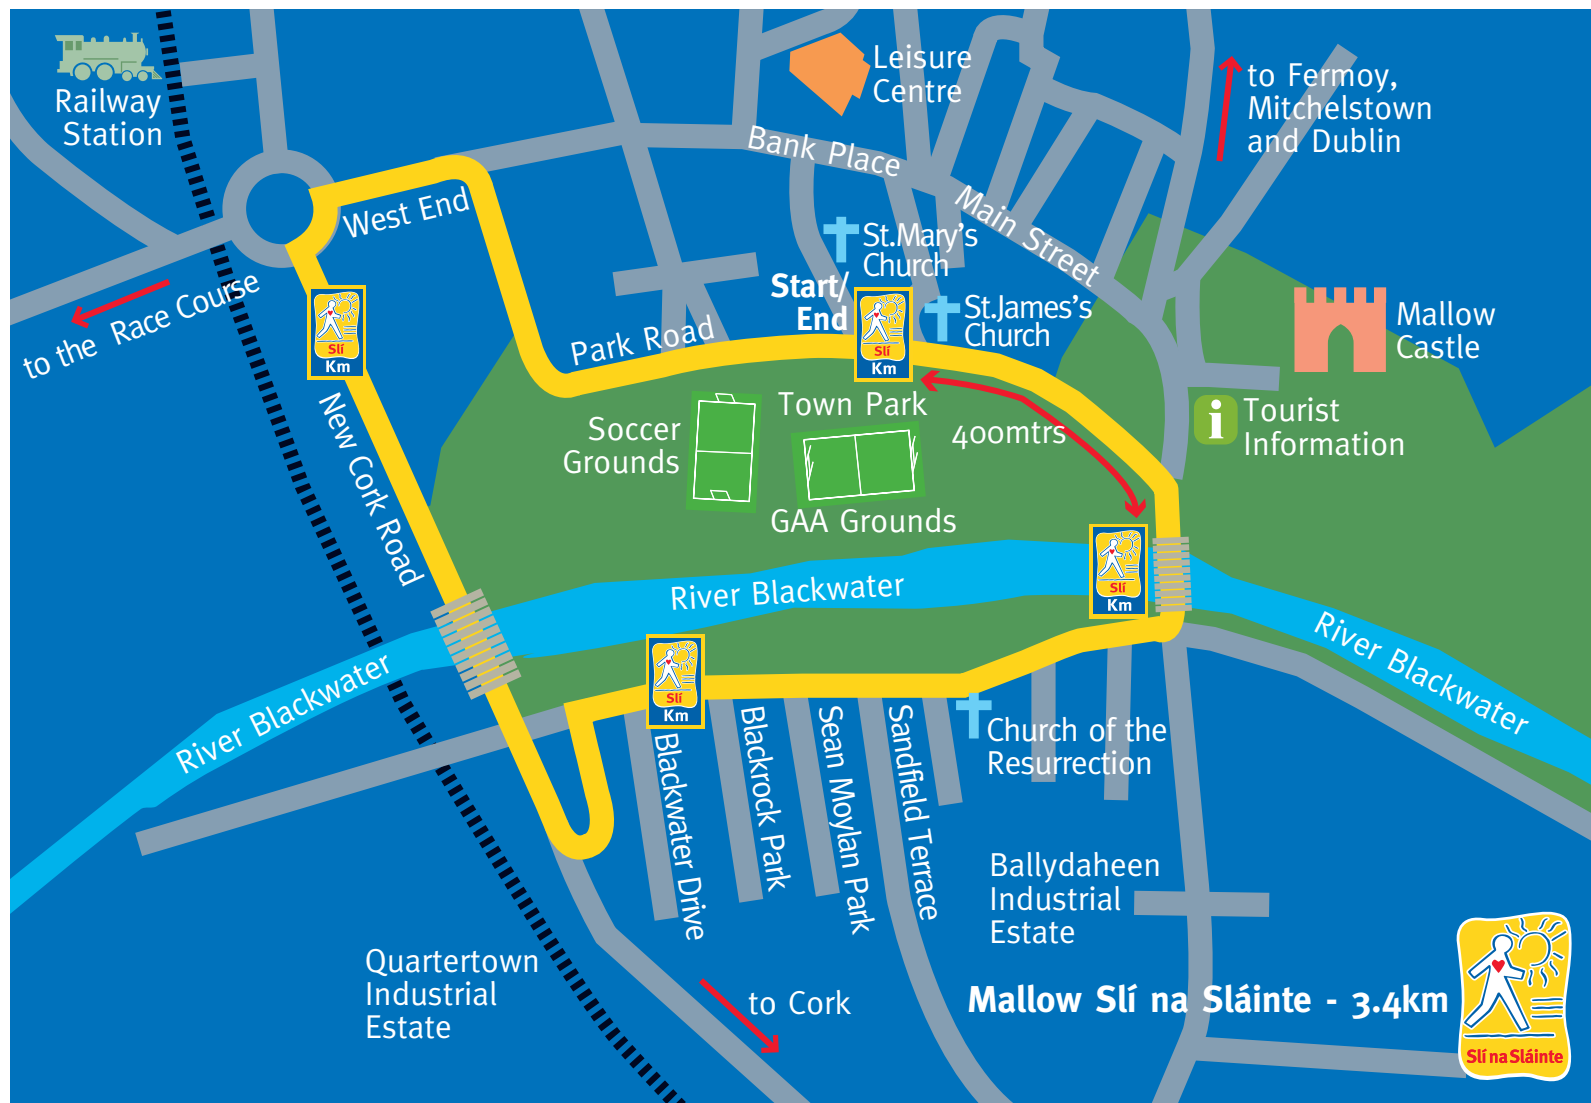 Railway
Station
Leisure
Centre
to Fermoy,
Mitchelstown
and Dublin
Bank Place
West End
Main Street
St.Mary's
Church
Start/
End
St.James's
Church
to the Race Course
Slí
Km
Slí
Km
Park Road
Mallow
Castle
New Cork Road
Soccer
Grounds
Town Park
400mtrs
i
Tourist
Information
GAA Grounds
River Blackwater
Slí
Km
River Blackwater
River Blackwater
Slí
Km
Blackwater Drive
Blackrock Park
Sean Moylan Park
Sandfield Terrace
Church of the
Resurrection
Ballydaheen
Industrial
Estate
Quartertown
Industrial
Estate
to Cork
Mallow Slí na Sláinte - 3.4km
Slí na Sláinte